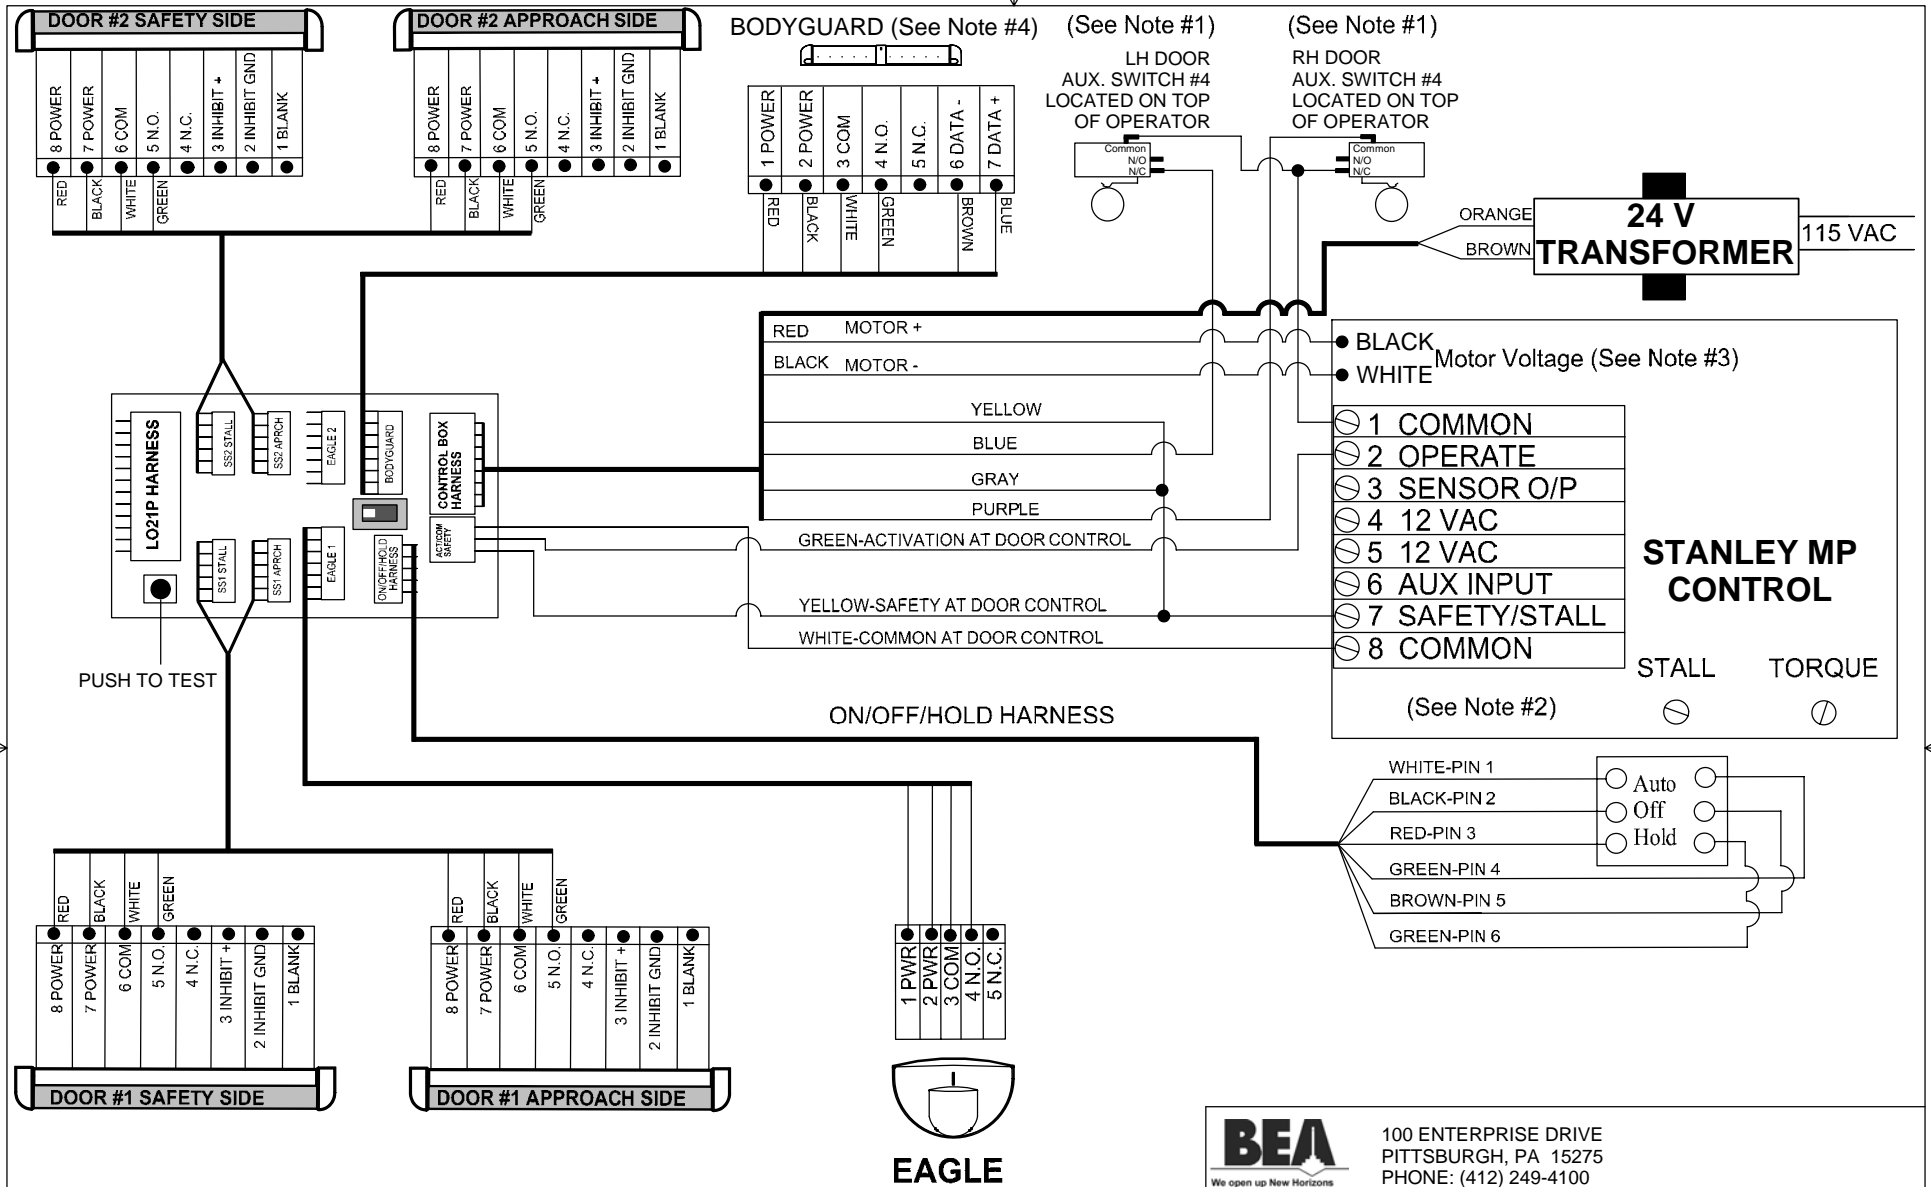 DOOR #2 SAFETY SIDE
8 POWER
7 POWER
6 COM
5 N.O.
4 N.C.
3 INHIBIT +
2 INHIBIT GND
1 BLANK
RED
BLACK
WHITE
GREEN
DOOR #2 APPROACH SIDE
8 POWER
7 POWER
6 COM
5 N.O.
4 N.C.
3 INHIBIT +
2 INHIBIT GND
1 BLANK
RED
BLACK
WHITE
GREEN
BODYGUARD (See Note #4)
1 POWER
2 POWER
3 COM
4 N.O.
5 N.C.
6 DATA -
7 DATA +
RED
BLACK
WHITE
GREEN
BROWN
BLUE
(See Note #1)
LH DOOR
AUX. SWITCH #4
LOCATED ON TOP
OF OPERATOR
Common
N/O
N/C
(See Note #1)
RH DOOR
AUX. SWITCH #4
LOCATED ON TOP
OF OPERATOR
Common
N/O
N/C
ORANGE
BROWN
24 V
TRANSFORMER
115 VAC
RED MOTOR +
BLACK MOTOR -
YELLOW
BLUE
GRAY
PURPLE
GREEN-ACTIVATION AT DOOR CONTROL
YELLOW-SAFETY AT DOOR CONTROL
WHITE-COMMON AT DOOR CONTROL
BLACK
WHITE
Motor Voltage (See Note #3)
1 COMMON
2 OPERATE
3 SENSOR O/P
4 12 VAC
5 12 VAC
6 AUX INPUT
7 SAFETY/STALL
8 COMMON
STANLEY MP
CONTROL
STALL
TORQUE
(See Note #2)
LO21P HARNESS
SS2 STALL
SS2 APRCH
EAGLE 2
BODYGUARD
CONTROL BOX
HARNESS
SS1 STALL
SS1 APRCH
EAGLE 1
ON/OFF/HOLD
HARNESS
ACT/COM
SAFETY
PUSH TO TEST
ON/OFF/HOLD HARNESS
WHITE-PIN 1
BLACK-PIN 2
RED-PIN 3
GREEN-PIN 4
BROWN-PIN 5
GREEN-PIN 6
Auto
Off
Hold
RED
BLACK
WHITE
GREEN
8 POWER
7 POWER
6 COM
5 N.O.
4 N.C.
3 INHIBIT +
2 INHIBIT GND
1 BLANK
DOOR #1 SAFETY SIDE
RED
BLACK
WHITE
GREEN
8 POWER
7 POWER
6 COM
5 N.O.
4 N.C.
3 INHIBIT +
2 INHIBIT GND
1 BLANK
DOOR #1 APPROACH SIDE
1 PWR
2 PWR
3 COM
4 N.O.
5 N.C.
EAGLE
BEA
We open up New Horizons
100 ENTERPRISE DRIVE
PITTSBURGH, PA 15275
PHONE: (412) 249-4100